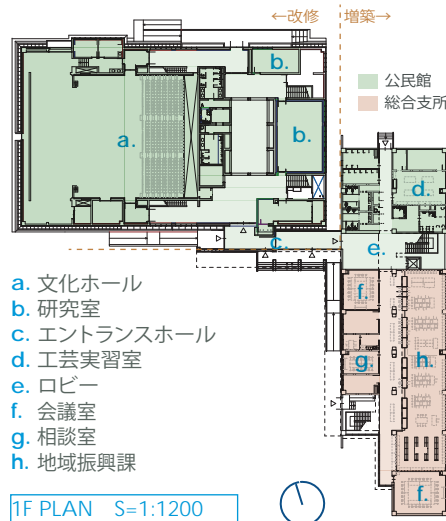 ←改修 増築→
公民館
総合支所
b.
a.
b.
d.
c.
e.
f.
g.
h.
f.
a. 文化ホール
b. 研究室
c. エントランスホール
d. 工芸実習室
e. ロビー
f. 会議室
g. 相談室
h. 地域振興課
1F PLAN S=1:1200